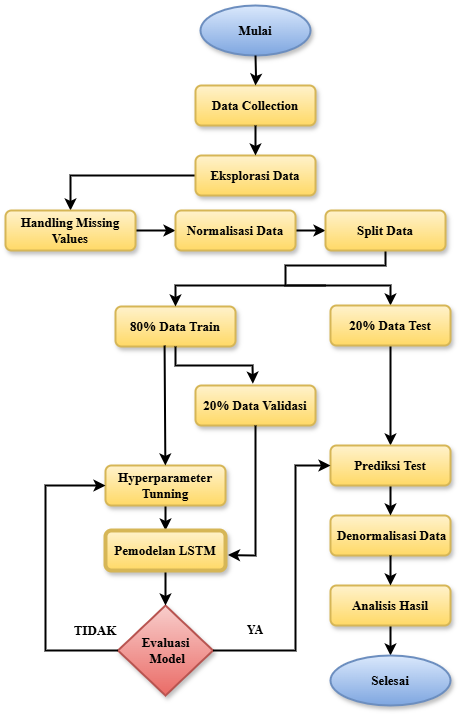 Mulai
Data Collection
Eksplorasi Data
Handling Missing
Values
Normalisasi Data
Split Data
80% Data Train
20% Data Test
20% Data Validasi
Hyperparameter
Tunning
Prediksi Test
Pemodelan LSTM
Denormalisasi Data
Analisis Hasil
TIDAK
YA
Evaluasi
Model
Selesai